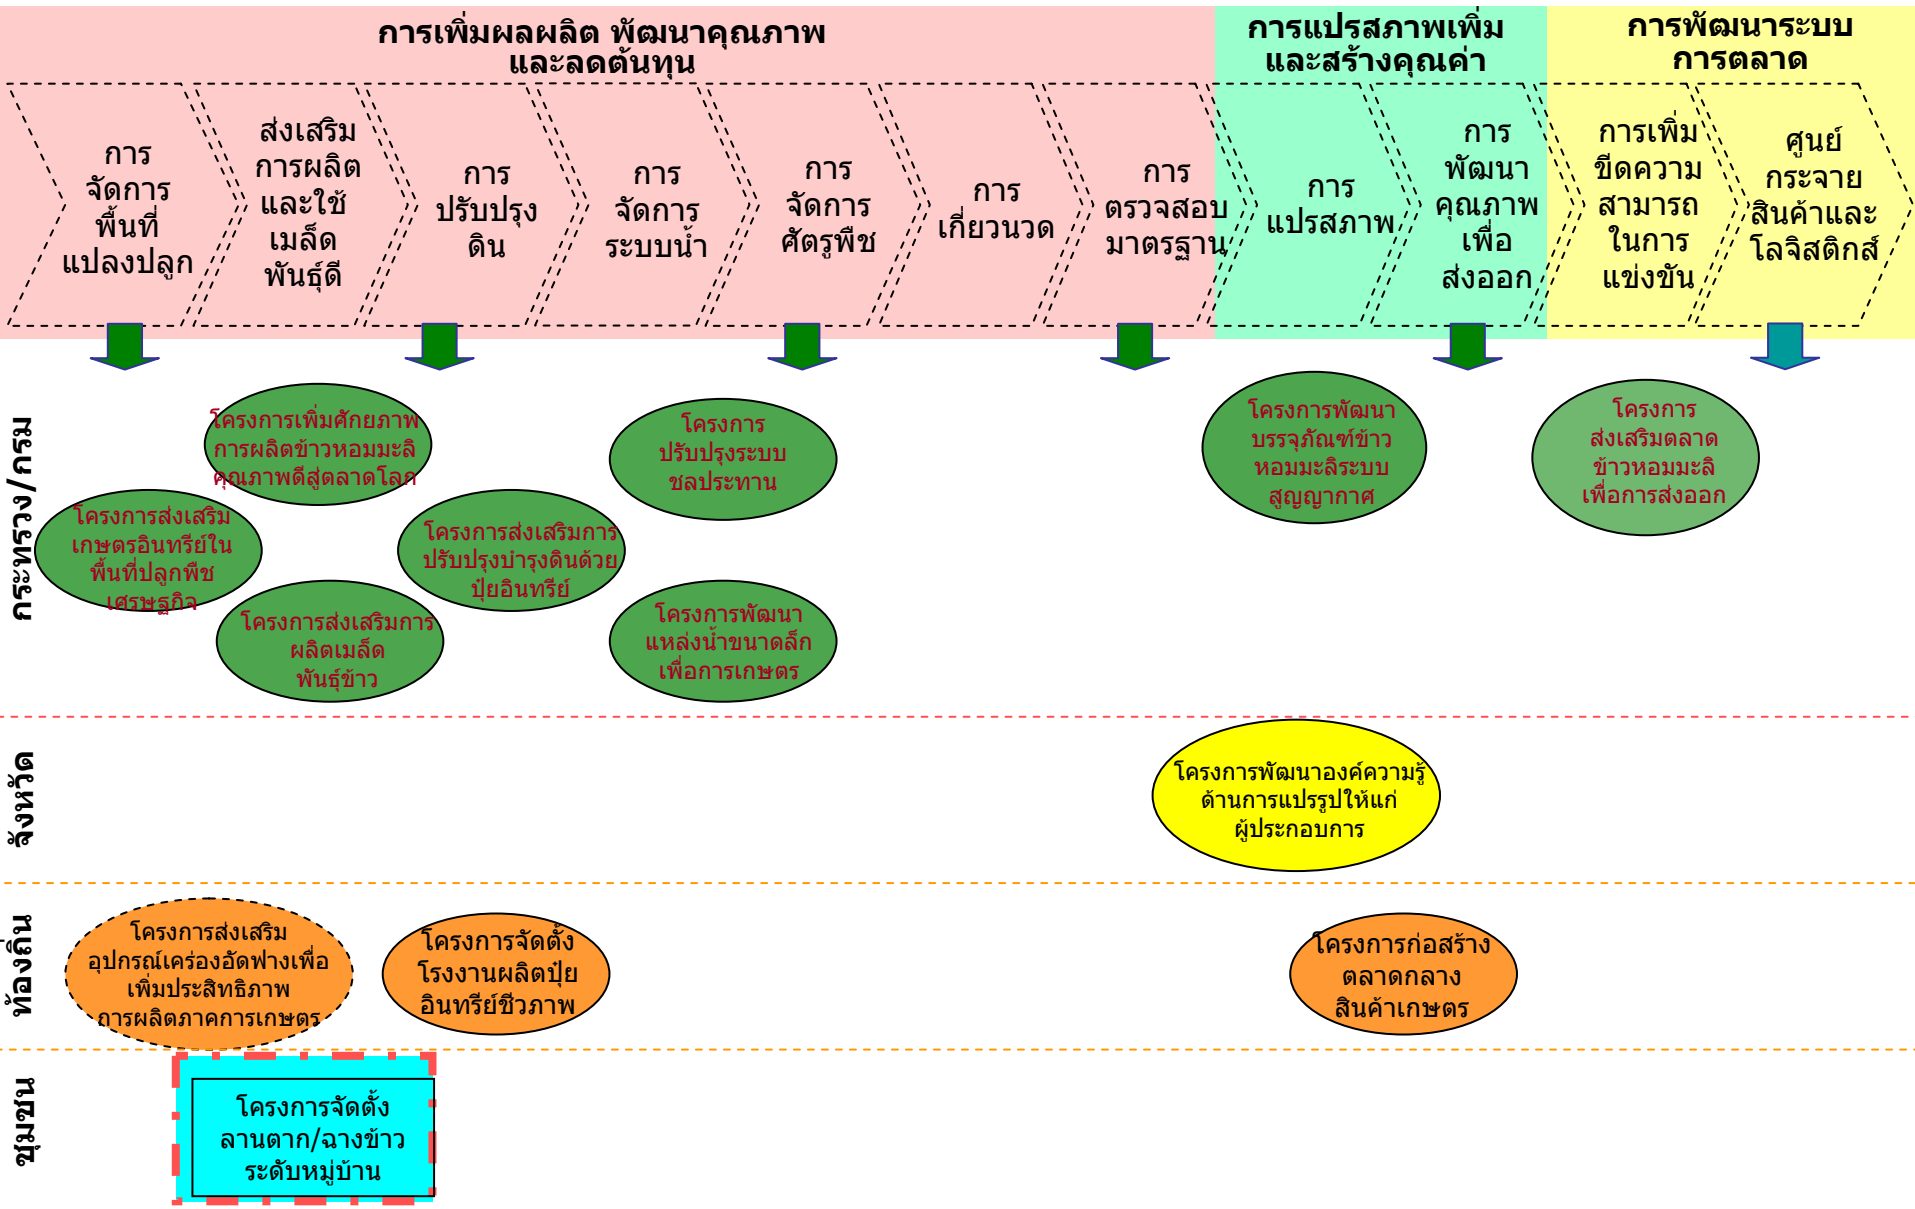 การเพิ่มผลผลิต พัฒนาคุณภาพ
และลดต้นทุน
การแปรสภาพเพิ่ม
และสร้างคุณค่า
การพัฒนาระบบ
การตลาด
การ
จัดการ
พื้นที่
แปลงปลูก
ส่งเสริม
การผลิต
และใช้
เมล็ด
พันธุ์ดี
การ
ปรับปรุง
ดิน
การ
จัดการ
ระบบน้ำ
การ
จัดการ
ศัตรูพืช
การ
เกี่ยวนวด
การ
ตรวจสอบ
มาตรฐาน
การ
แปรสภาพ
การ
พัฒนา
คุณภาพ
เพื่อ
ส่งออก
การเพิ่ม
ขีดความ
สามารถ
ในการ
แข่งขัน
ศูนย์
กระจาย
สินค้าและ
โลจิสติกส์
กระทรวง/กรม
โครงการเพิ่มศักยภาพ
การผลิตข้าวหอมมะลิ
คุณภาพดีสู่ตลาดโลก
โครงการส่งเสริม
เกษตรอินทรีย์ใน
พื้นที่ปลูกพืช
เศรษฐกิจ
โครงการส่งเสริมการ
ผลิตเมล็ด
พันธุ์ข้าว
โครงการส่งเสริมการ
ปรับปรุงบำรุงดินด้วย
ปุ๋ยอินทรีย์
โครงการ
ปรับปรุงระบบ
ชลประทาน
โครงการพัฒนา
แหล่งน้ำขนาดล็ก
เพื่อการเกษตร
โครงการพัฒนา
บรรจุภัณฑ์ข้าว
หอมมะลิระบบ
สูญญากาศ
โครงการ
ส่งเสริมตลาด
ข้าวหอมมะลิ
เพื่อการส่งออก
จังหวัด
โครงการพัฒนาองค์ความรู้
ด้านการแปรรูปให้แก่
ผู้ประกอบการ
ท้องถิ่น
โครงการส่งเสริม
อุปกรณ์เคร่องอัดฟางเพื่อ
เพิ่มประสิทธิภาพ
การผลิตภาคการเกษตร
โครงการจัดตั้ง
โรงงานผลิตปุ๋ย
อินทรีย์ชีวภาพ
โครงการก่อสร้าง
ตลาดกลาง
สินค้าเกษตร
ชุมชน
โครงการจัดตั้ง
ลานตาก/ฉางข้าว
ระดับหมู่บ้าน